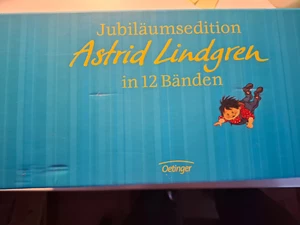 Jubiläumsedition
Astrid Lindgren
in 12 Bänden
Oetinger